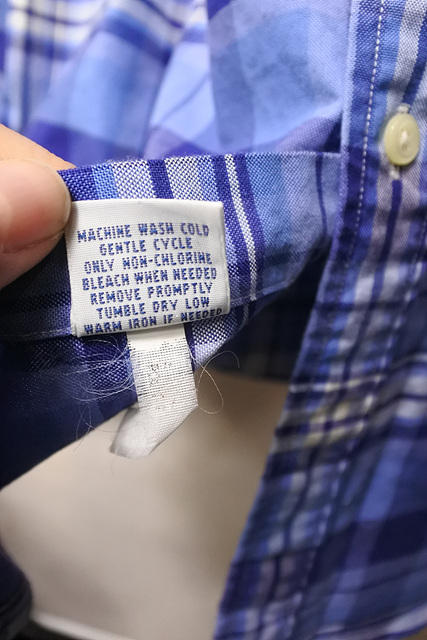 MACHINE WASH COLD
GENTLE CYCLE
ONLY NON-CHLORINE
BLEACH WHEN NEEDED
REMOVE PROMPTLY
TUMBLE DRY LOW
WARM IRON IF NEEDED